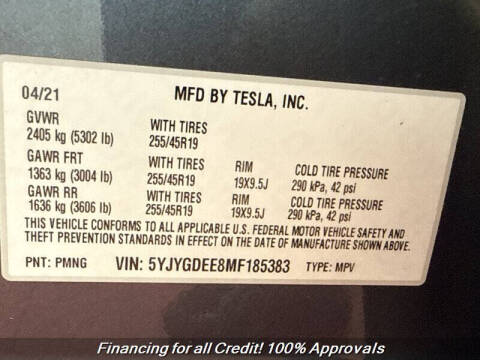 04/21 MFD BY TESLA, INC.
GVWR
2405 kg (5302 lb) WITH TIRES 255/45R19
GAWR FRT
1363 kg (3004 lb) WITH TIRES 255/45R19 RIM 19X9.5J COLD TIRE PRESSURE 290 kPa, 42 psi
GAWR RR
1636 kg (3606 lb) WITH TIRES 255/45R19 RIM 19X9.5J COLD TIRE PRESSURE 290 kPa, 42 psi
THIS VEHICLE CONFORMS TO ALL APPLICABLE U.S. FEDERAL MOTOR VEHICLE SAFETY AND
THEFT PREVENTION STANDARDS IN EFFECT ON THE DATE OF MANUFACTURE SHOWN ABOVE.
PNT: PMNG VIN: 5YJYGDEE8MF185383 TYPE: MPV
Financing for all Credit! 100% Approvals